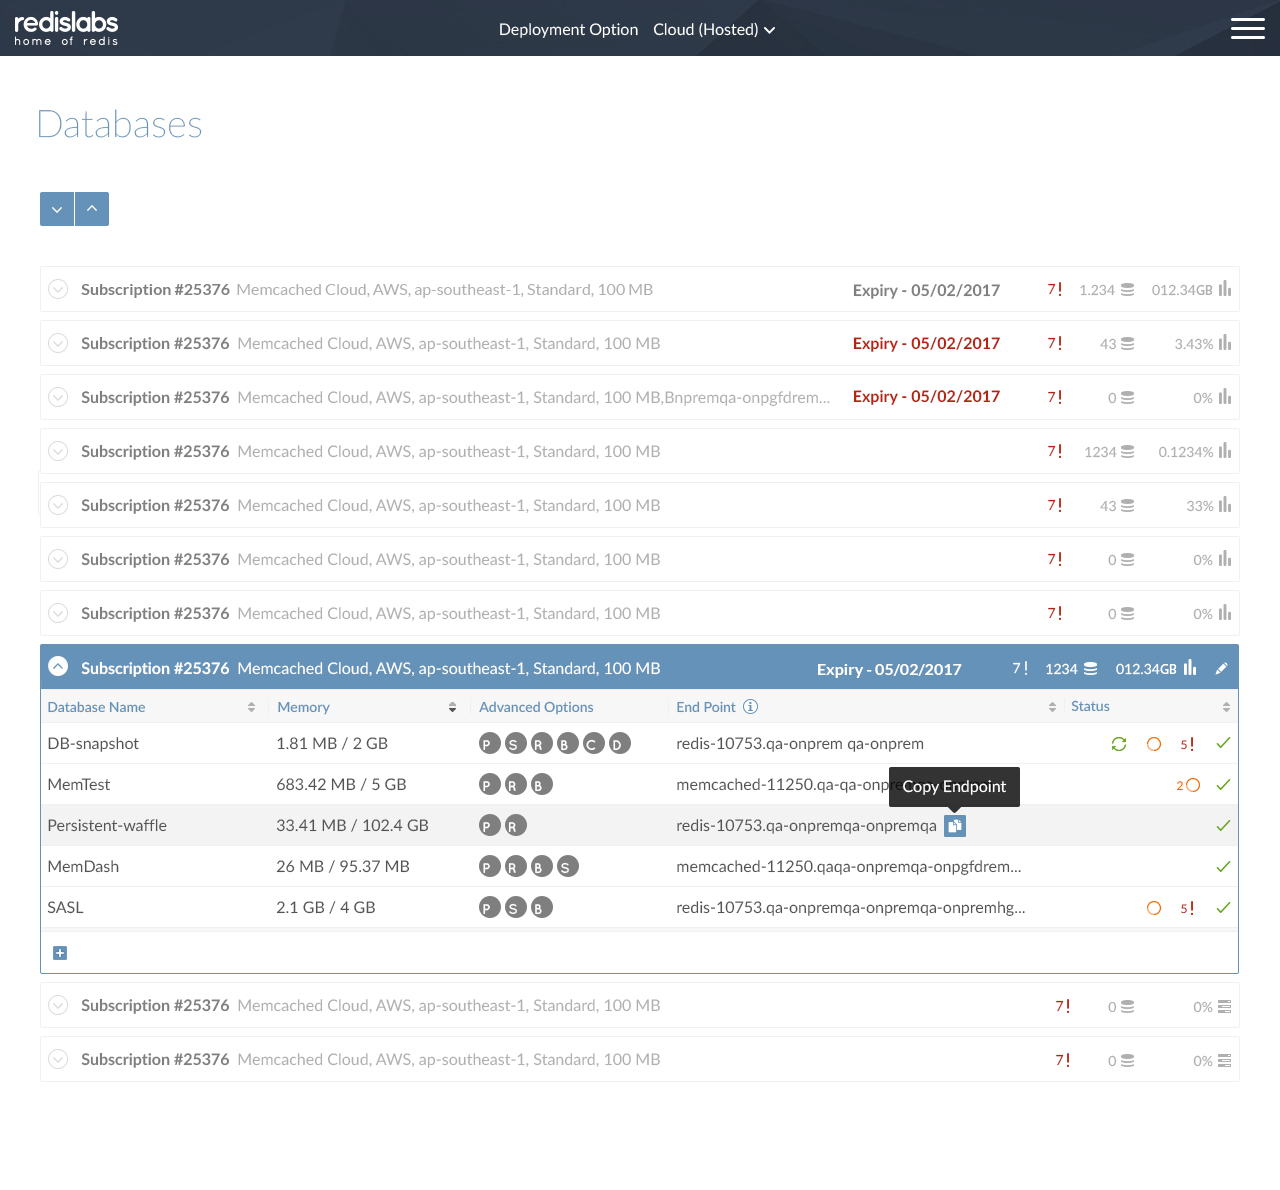 redislabs
home of redis
Deployment Option Cloud (Hosted)
Databases
Subscription #25376 Memcached Cloud, AWS, ap-southeast-1, Standard, 100 MB Expiry - 05/02/2017 7! 1.234 012.34GB
Subscription #25376 Memcached Cloud, AWS, ap-southeast-1, Standard, 100 MB Expiry - 05/02/2017 7! 43 3.43%
Subscription #25376 Memcached Cloud, AWS, ap-southeast-1, Standard, 100 MB,Bnpremqa-onpgfdrem... Expiry - 05/02/2017 7! 0 0%
Subscription #25376 Memcached Cloud, AWS, ap-southeast-1, Standard, 100 MB 7! 1234 0.1234%
Subscription #25376 Memcached Cloud, AWS, ap-southeast-1, Standard, 100 MB 7! 43 33%
Subscription #25376 Memcached Cloud, AWS, ap-southeast-1, Standard, 100 MB 7! 0 0%
Subscription #25376 Memcached Cloud, AWS, ap-southeast-1, Standard, 100 MB 7! 0 0%
Subscription #25376 Memcached Cloud, AWS, ap-southeast-1, Standard, 100 MB Expiry - 05/02/2017 7! 1234 012.34GB
Database Name Memory Advanced Options End Point Status
DB-snapshot 1.81 MB / 2 GB P S R B C D redis-10753.qa-onprem qa-onprem 5!
MemTest 683.42 MB / 5 GB P R B memcached-11250.qa-qa-onpre 2
Copy Endpoint
Persistent-waffle 33.41 MB / 102.4 GB P R redis-10753.qa-onpremqa-onpremqa
MemDash 26 MB / 95.37 MB P R B S memcached-11250.qaqa-onpremqa-onpgfdrem...
SASL 2.1 GB / 4 GB P S B redis-10753.qa-onpremqa-onpremqa-onpremhg... 5!
Subscription #25376 Memcached Cloud, AWS, ap-southeast-1, Standard, 100 MB 7! 0 0%
Subscription #25376 Memcached Cloud, AWS, ap-southeast-1, Standard, 100 MB 7! 0 0%